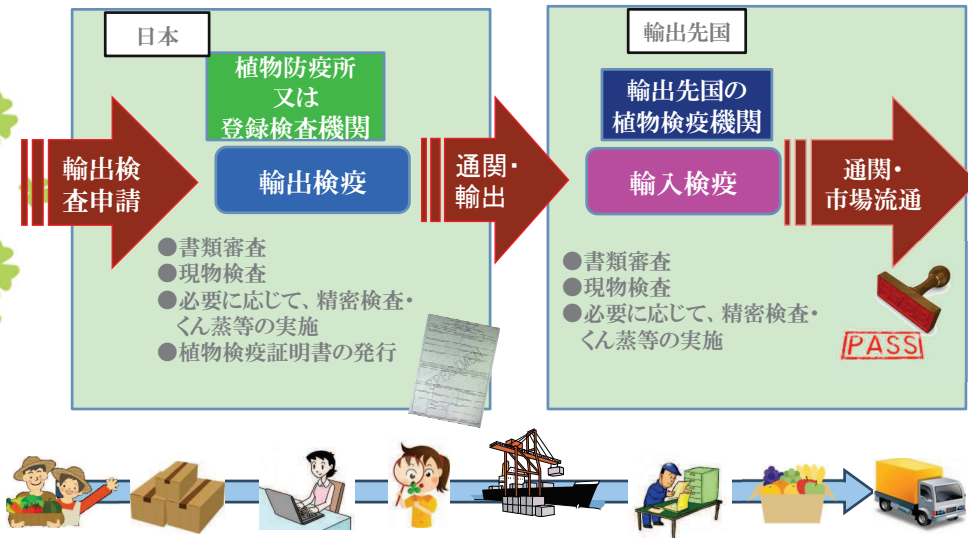 日本
植物防疫所
又は
登録検査機関
輸出検
査申請
輸出検疫
●書類審査
●現物検査
●必要に応じて、精密検査・
くん蒸等の実施
●植物検疫証明書の発行
通関・
輸出
輸出先国
輸出先国の
植物検疫機関
輸入検疫
●書類審査
●現物検査
●必要に応じて、精密検査・
くん蒸等の実施
通関・
市場流通
PASS